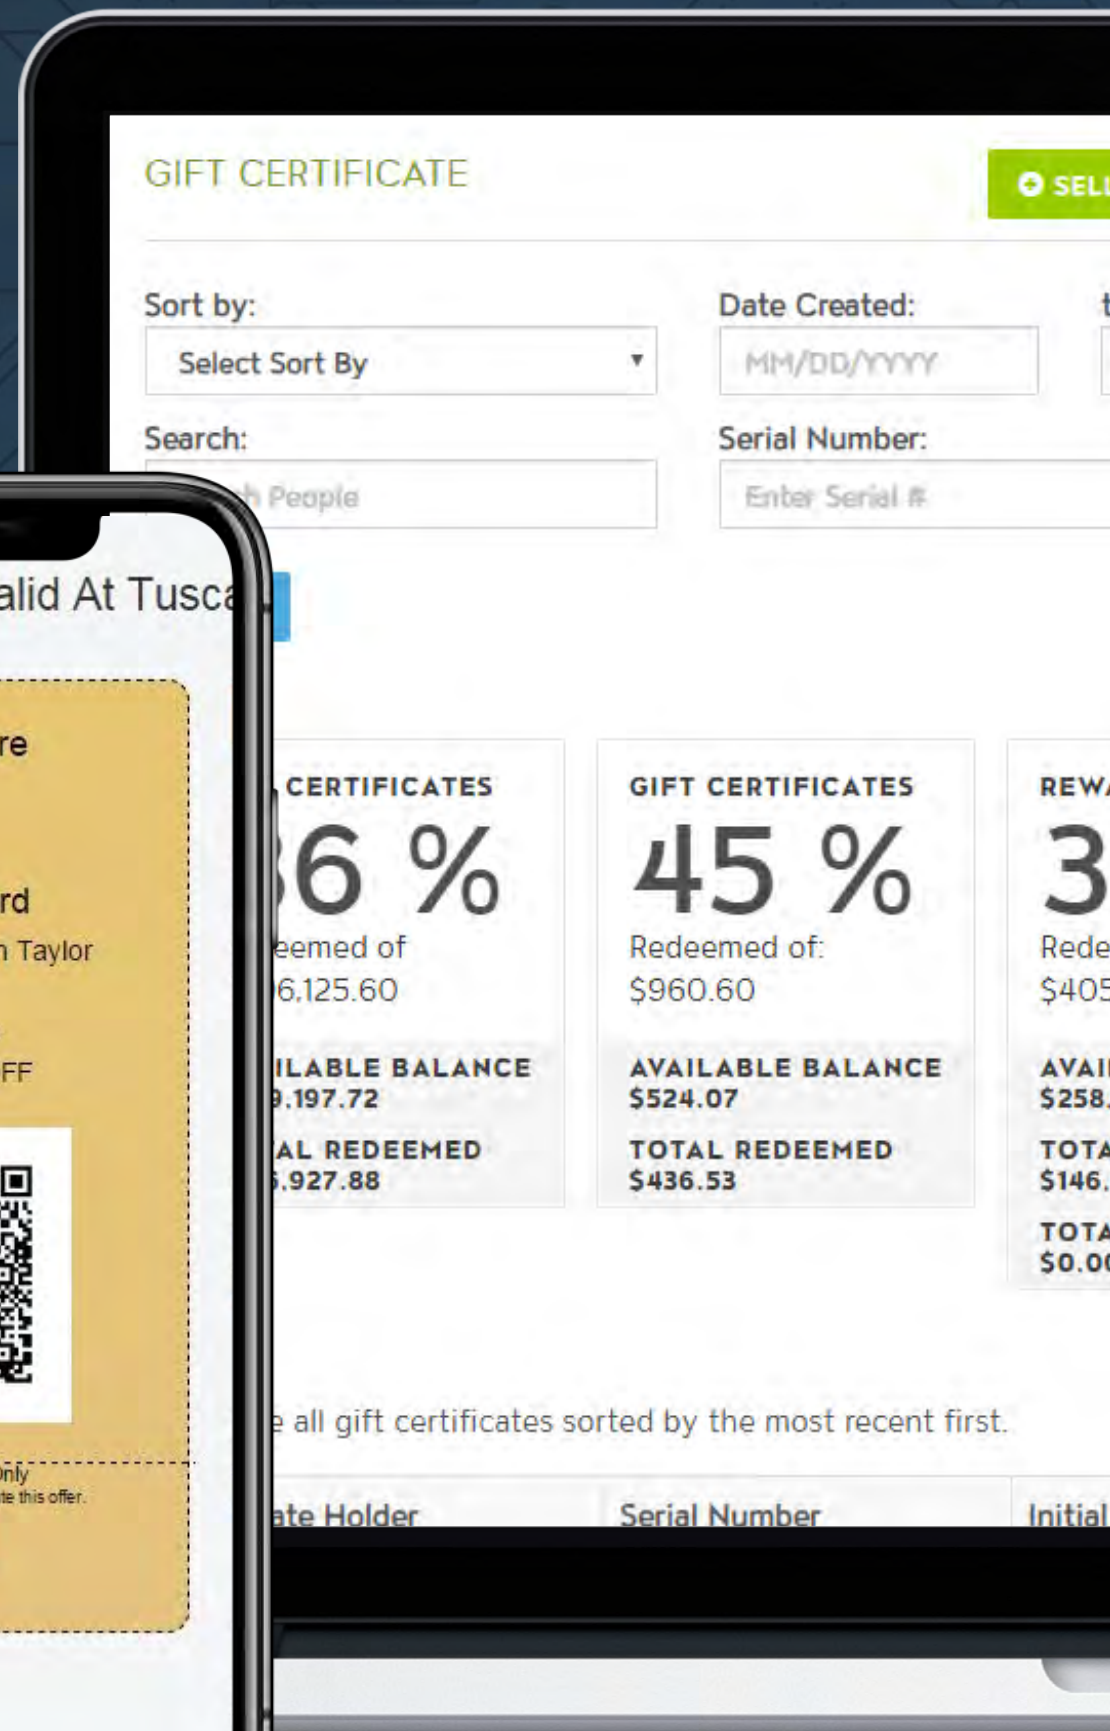 GIFT CERTIFICATE
SELL
Sort by:
Date Created:
Select Sort By
MM/DD/YYYY
Search:
Serial Number:
People
Enter Serial #
alid At Tusca
re
rd
n Taylor
FF
Only
te this offer.
CERTIFICATES
6 %
eemed of
6,125.60
ILABLE BALANCE
9,197.72
AL REDEEMED
6,927.88
GIFT CERTIFICATES
45 %
Redeemed of:
$960.60
AVAILABLE BALANCE
$524.07
TOTAL REDEEMED
$436.53
REWA
3
Rede
$405
AVAI
$258.
TOTA
$146.
TOTA
$0.00
all gift certificates sorted by the most recent first.
ate Holder
Serial Number
Initial